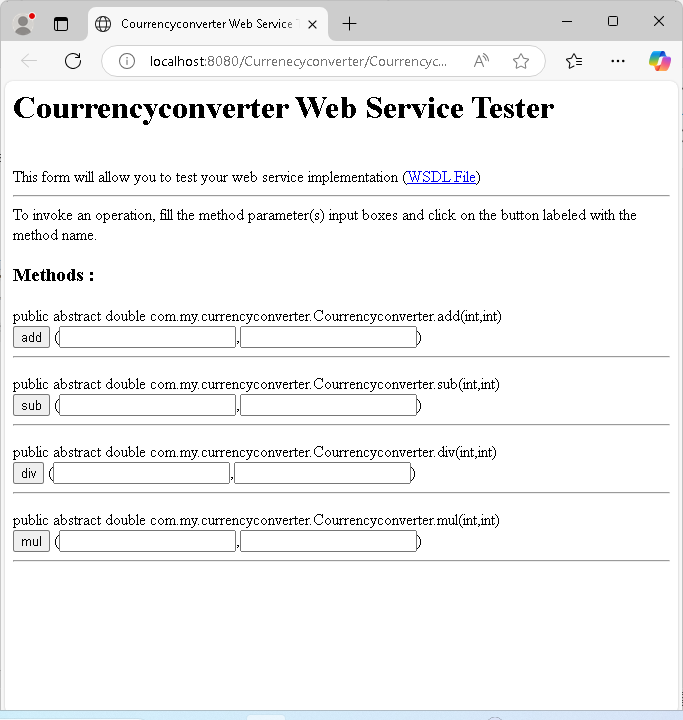 Courrencyconverter Web Service
localhost:8080/Currenecyconverter/Courrencyc...
Courrencyconverter Web Service Tester
This form will allow you to test your web service implementation (WSDL File)
To invoke an operation, fill the method parameter(s) input boxes and click on the button labeled with the
method name.
Methods :
public abstract double com.my.currencyconverter.Courrencyconverter.add(int,int)
add ( , )
public abstract double com.my.currencyconverter.Courrencyconverter.sub(int,int)
sub ( , )
public abstract double com.my.currencyconverter.Courrencyconverter.div(int,int)
div ( , )
public abstract double com.my.currencyconverter.Courrencyconverter.mul(int,int)
mul ( , )